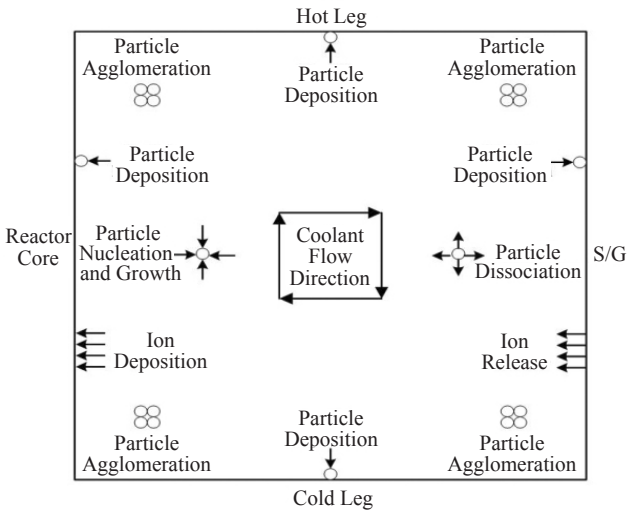 Hot Leg
Particle
Agglomeration
Particle
Deposition
Particle
Agglomeration
Particle
Deposition
Particle
Deposition
Reactor
Core
Particle
Nucleation
and Growth
Coolant
Flow
Direction
Particle
Dissociation
S/G
Ion
Deposition
Ion
Release
Particle
Agglomeration
Particle
Deposition
Particle
Agglomeration
Cold Leg